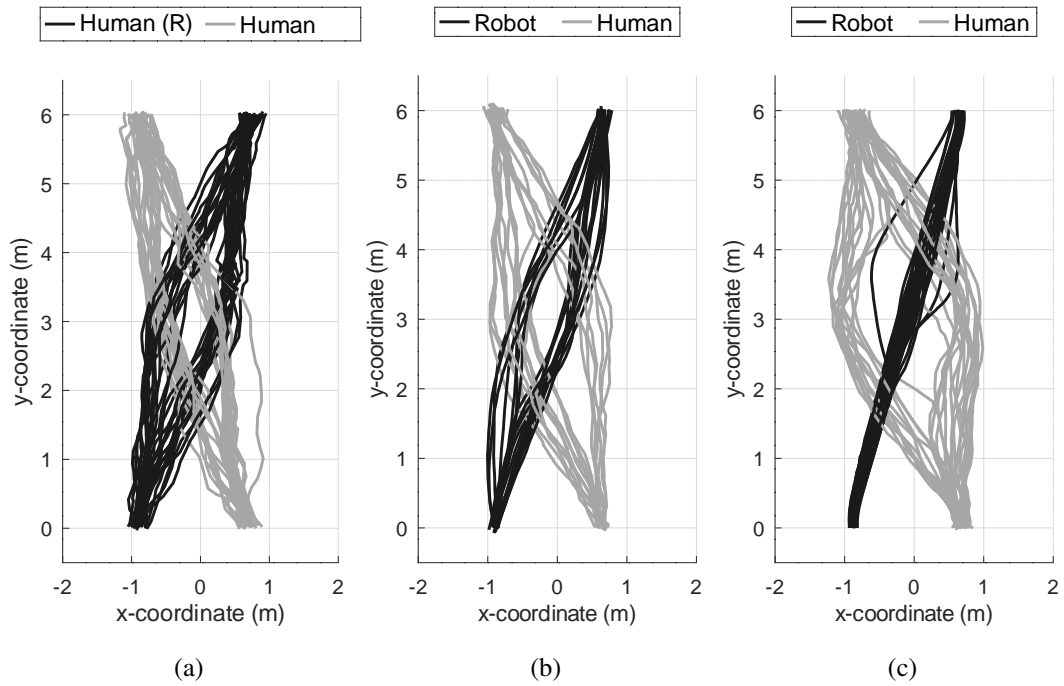 Human (R) Human
Robot Human
Robot Human
6
5
4
3
2
1
0
-2 -1 0 1 2
y-coordinate (m)
x-coordinate (m)
(a)
6
5
4
3
2
1
0
-2 -1 0 1 2
y-coordinate (m)
x-coordinate (m)
(b)
6
5
4
3
2
1
0
-2 -1 0 1 2
y-coordinate (m)
x-coordinate (m)
(c)